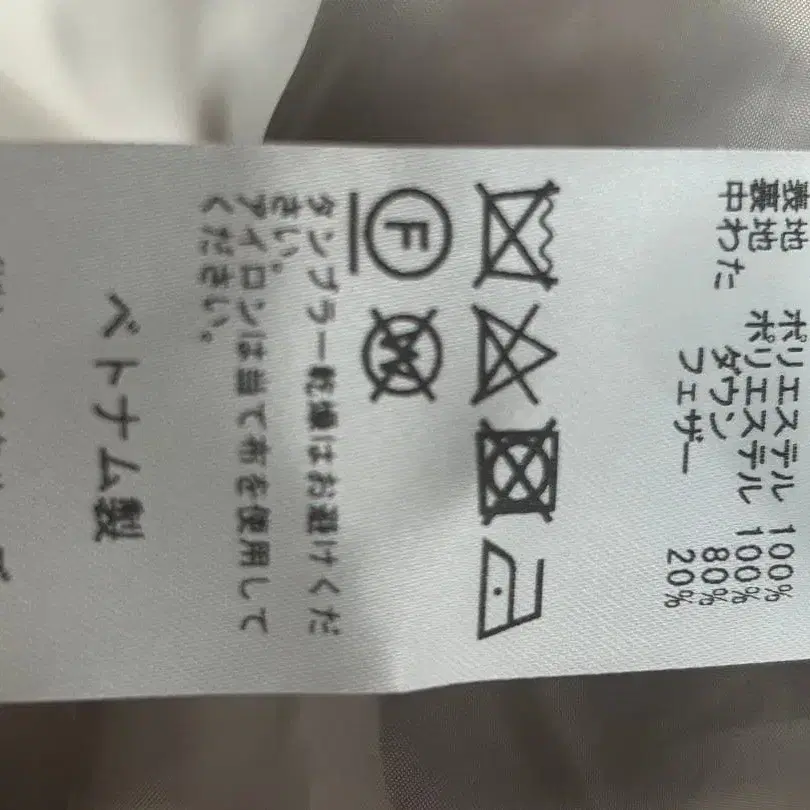 表地 ポリエステル 100%
裏地 ポリエステル 100%
中わた ダウン 80%
フェザー 20%
F W
タンブラー乾燥はお避けくだ
さい。
アイロンは当て布を使用して
ください。
ベトナム製